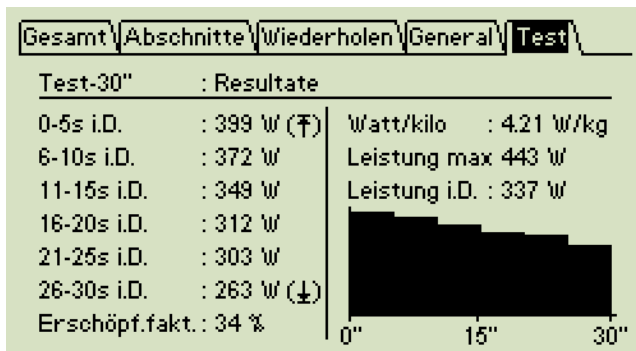 Gesamt Abschnitte Wiederholen General Test
Test-30" : Resultate
0-5s i.D. : 399 W (↑)
6-10s i.D. : 372 W
11-15s i.D. : 349 W
16-20s i.D. : 312 W
21-25s i.D. : 303 W
26-30s i.D. : 263 W (↓)
Erschöpf.fakt. : 34 %
Watt/kilo : 4.21 W/kg
Leistung max 443 W
Leistung i.D. : 337 W
0" 15" 30"